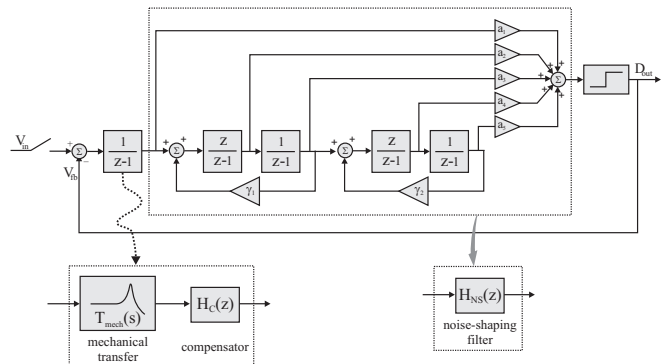 a₁
a₂
a₃
a₄
a₅
Σ
D_out
V_in
+
Σ
−
V_fb
1
z-1
+
+
Σ
z
z-1
1
z-1
+
+
Σ
z
z-1
1
z-1
+
+
+
+
+
γ₁
γ₂
T_mech(s)
H_C(z)
mechanical
transfer
compensator
H_NS(z)
noise-shaping
filter